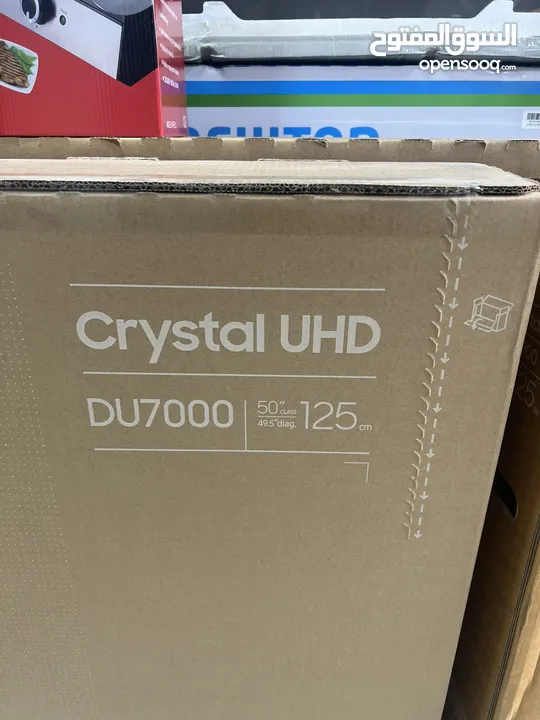 السوق المفتوح
opensooq.com
Crystal UHD
DU7000
50" CLASS
49.5"diag.
125 cm